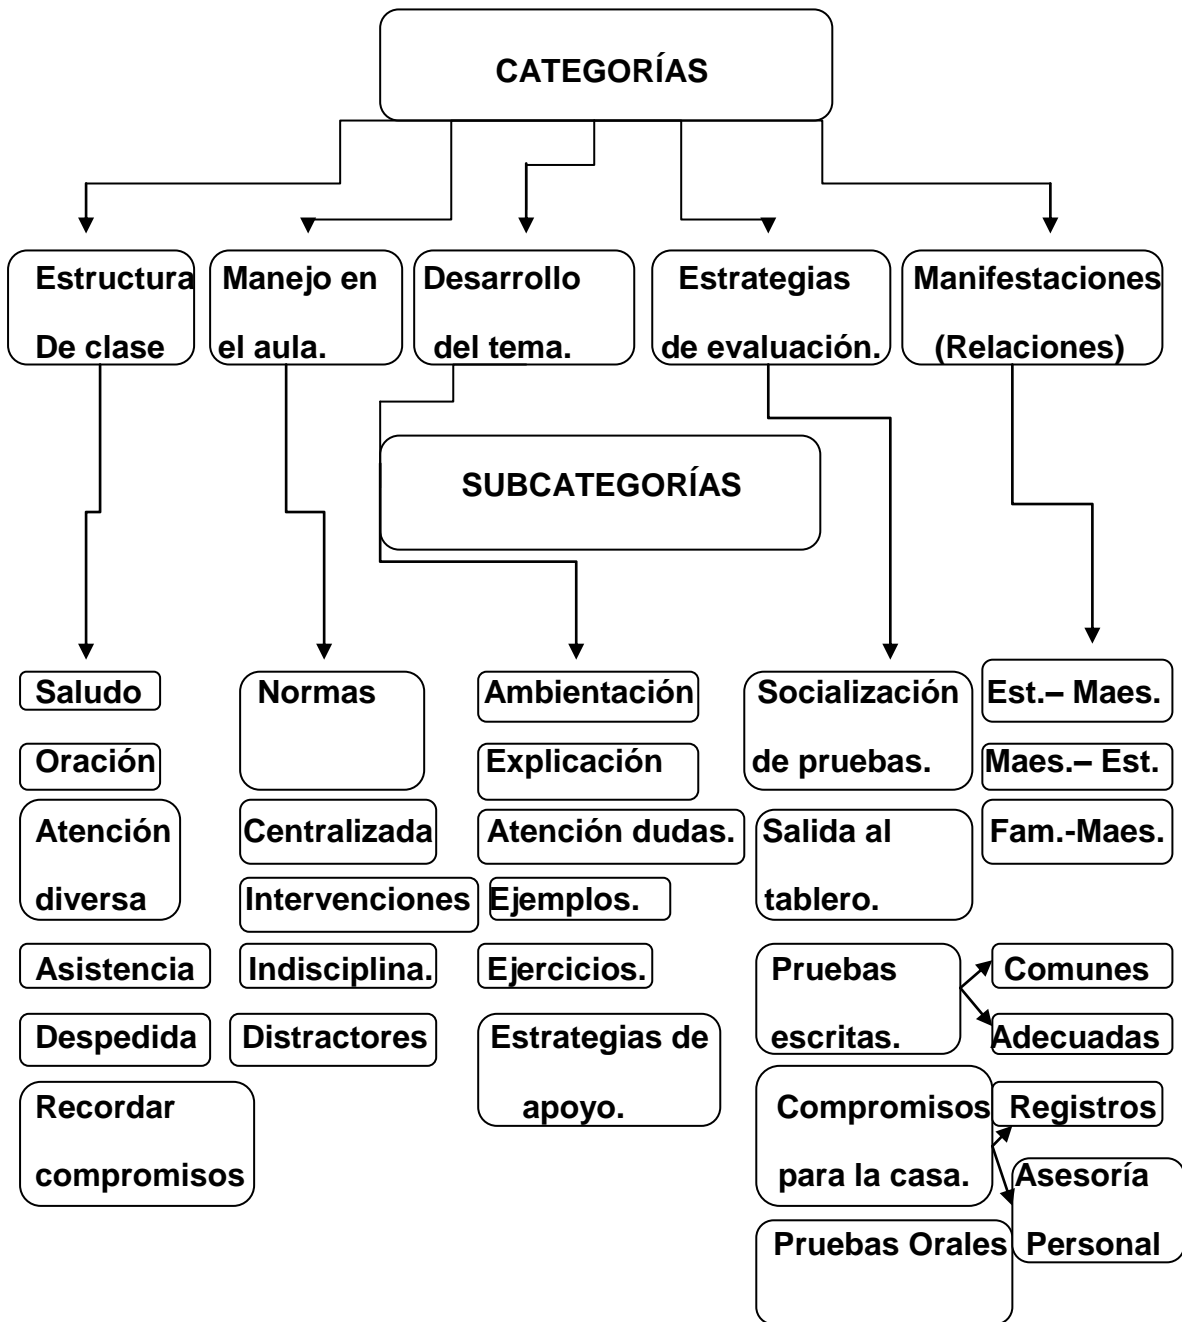 CATEGORÍAS
Estructura
De clase
Manejo en
el aula.
Desarrollo
del tema.
Estrategias
de evaluación.
Manifestaciones
(Relaciones)
SUBCATEGORÍAS
Saludo
Oración
Atención
diversa
Asistencia
Despedida
Recordar
compromisos
Normas
Centralizada
Intervenciones
Indisciplina.
Distractores
Ambientación
Explicación
Atención dudas.
Ejemplos.
Ejercicios.
Estrategias de
apoyo.
Socialización
de pruebas.
Salida al
tablero.
Pruebas
escritas.
Comunes
Adecuadas
Compromisos
para la casa.
Registros
Asesoría
Personal
Pruebas Orales
Est.– Maes.
Maes.– Est.
Fam.-Maes.